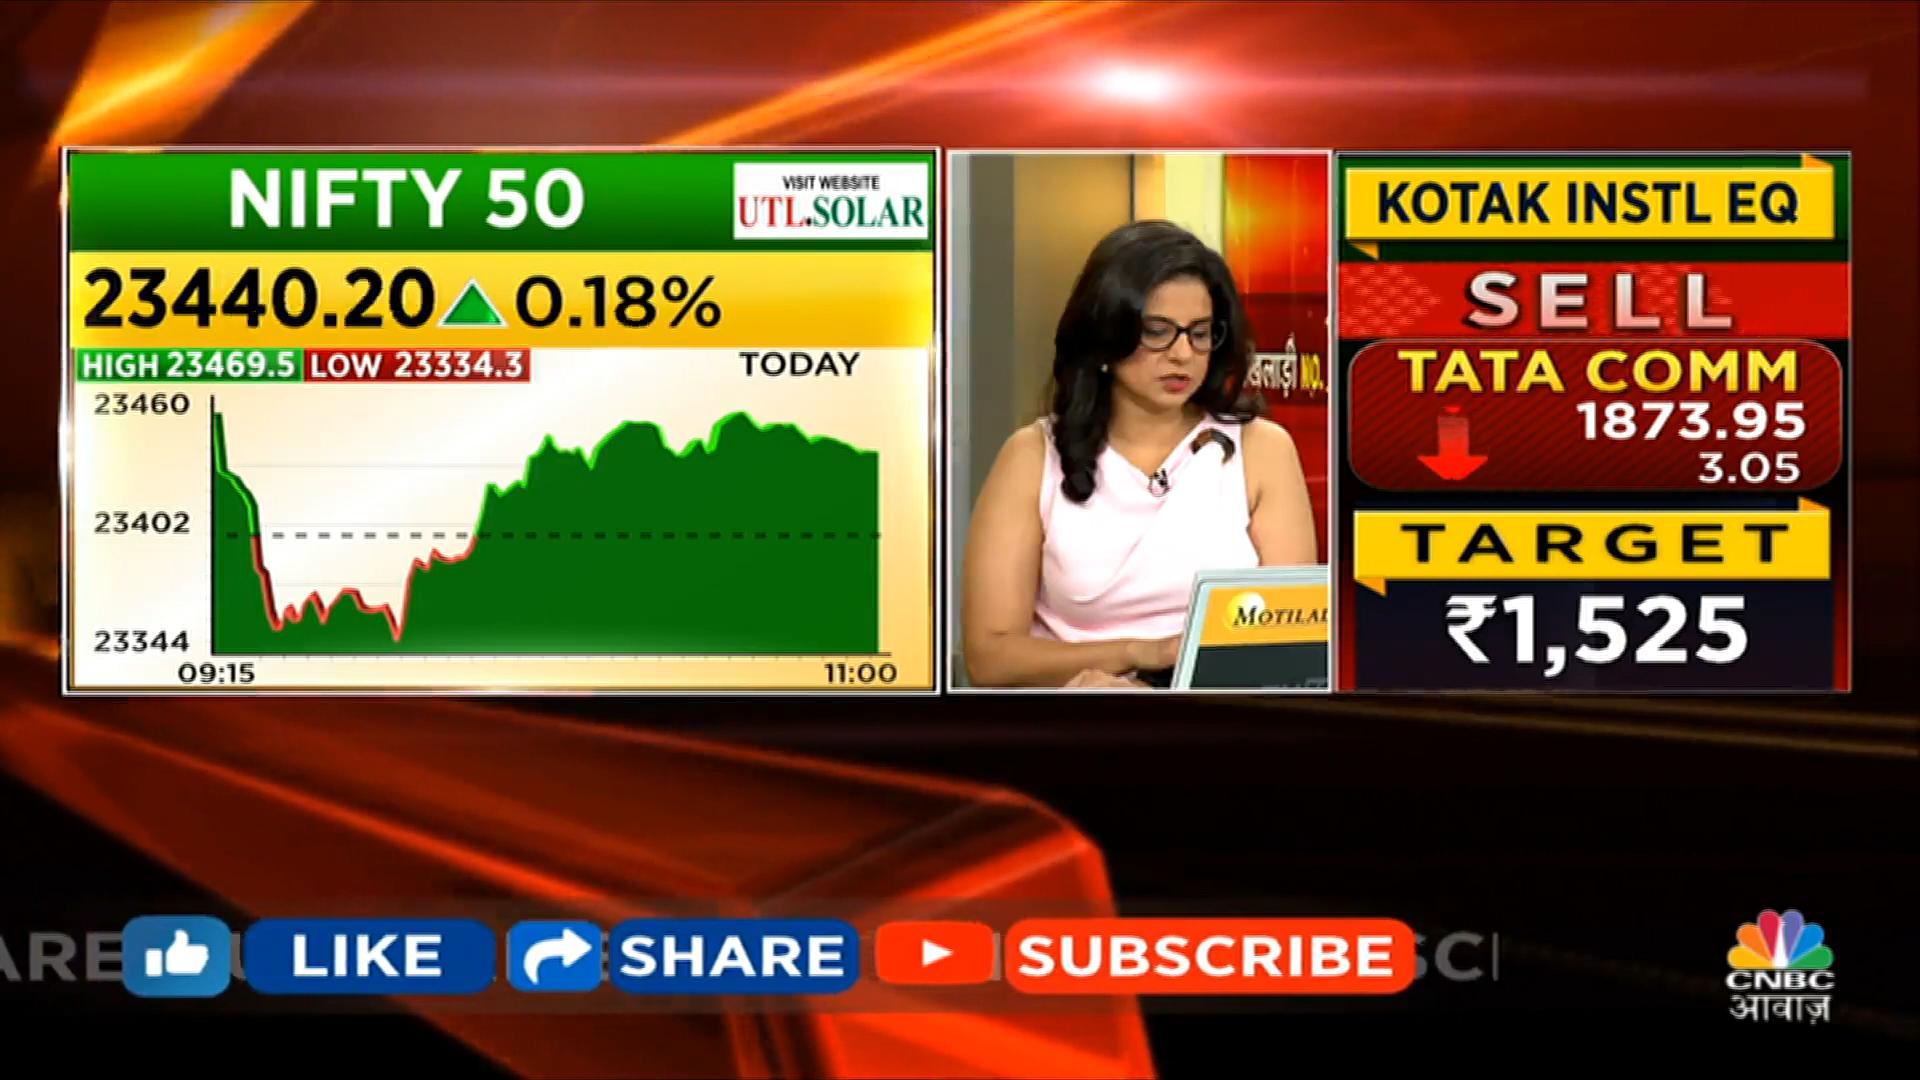 NIFTY 50
VISIT WEBSITE
UTL.SOLAR
23440.20 0.18%
HIGH 23469.5 LOW 23334.3
TODAY
23460
23402
23344
09:15
11:00
NO.
MOTILAL
KOTAK INSTL EQ
SELL
TATA COMM
1873.95
3.05
TARGET
₹1,525
LIKE
SHARE
SUBSCRIBE
CNBC
आवाज़